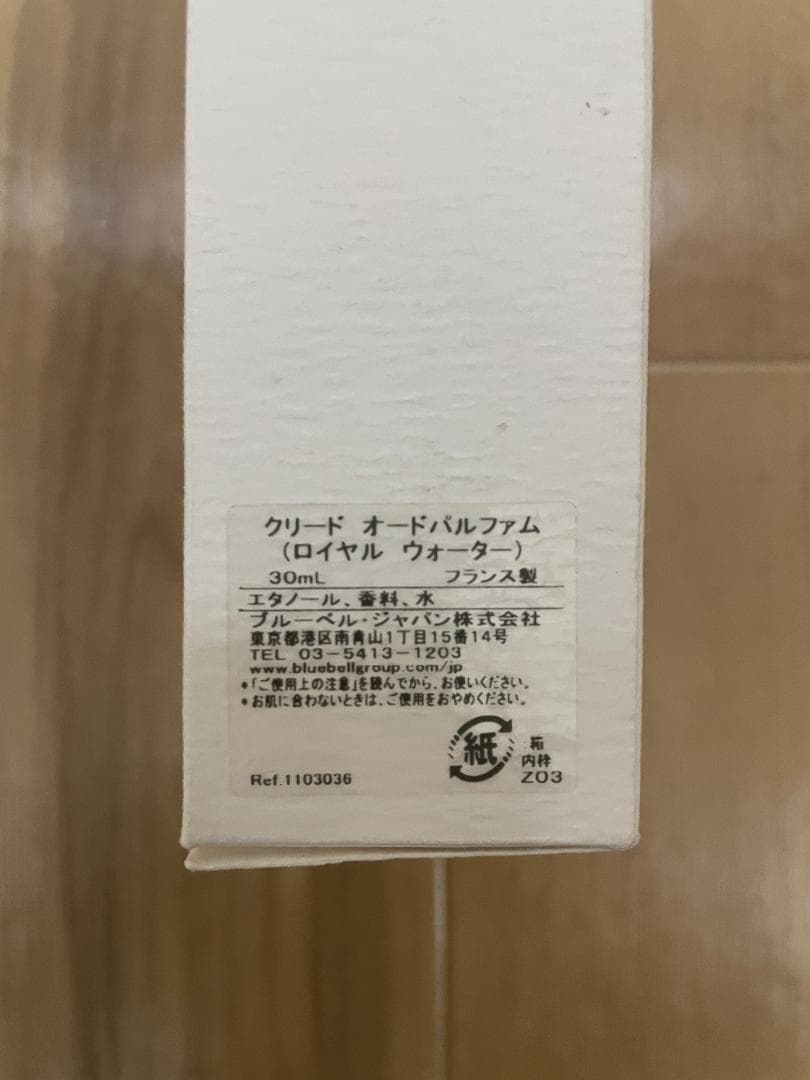 クリード オードパルファム
(ロイヤル ウォーター)
30mL フランス製
エタノール、香料、水
ブルーベル・ジャパン株式会社
東京都港区南青山1丁目15番14号
TEL 03-5413-1203
www.bluebellgroup.com/jp
*「ご使用上の注意」を読んでから、お使いください。
*お肌に合わないときは、ご使用をおやめください。
紙 箱
内枠
Ref.1103036 Z03